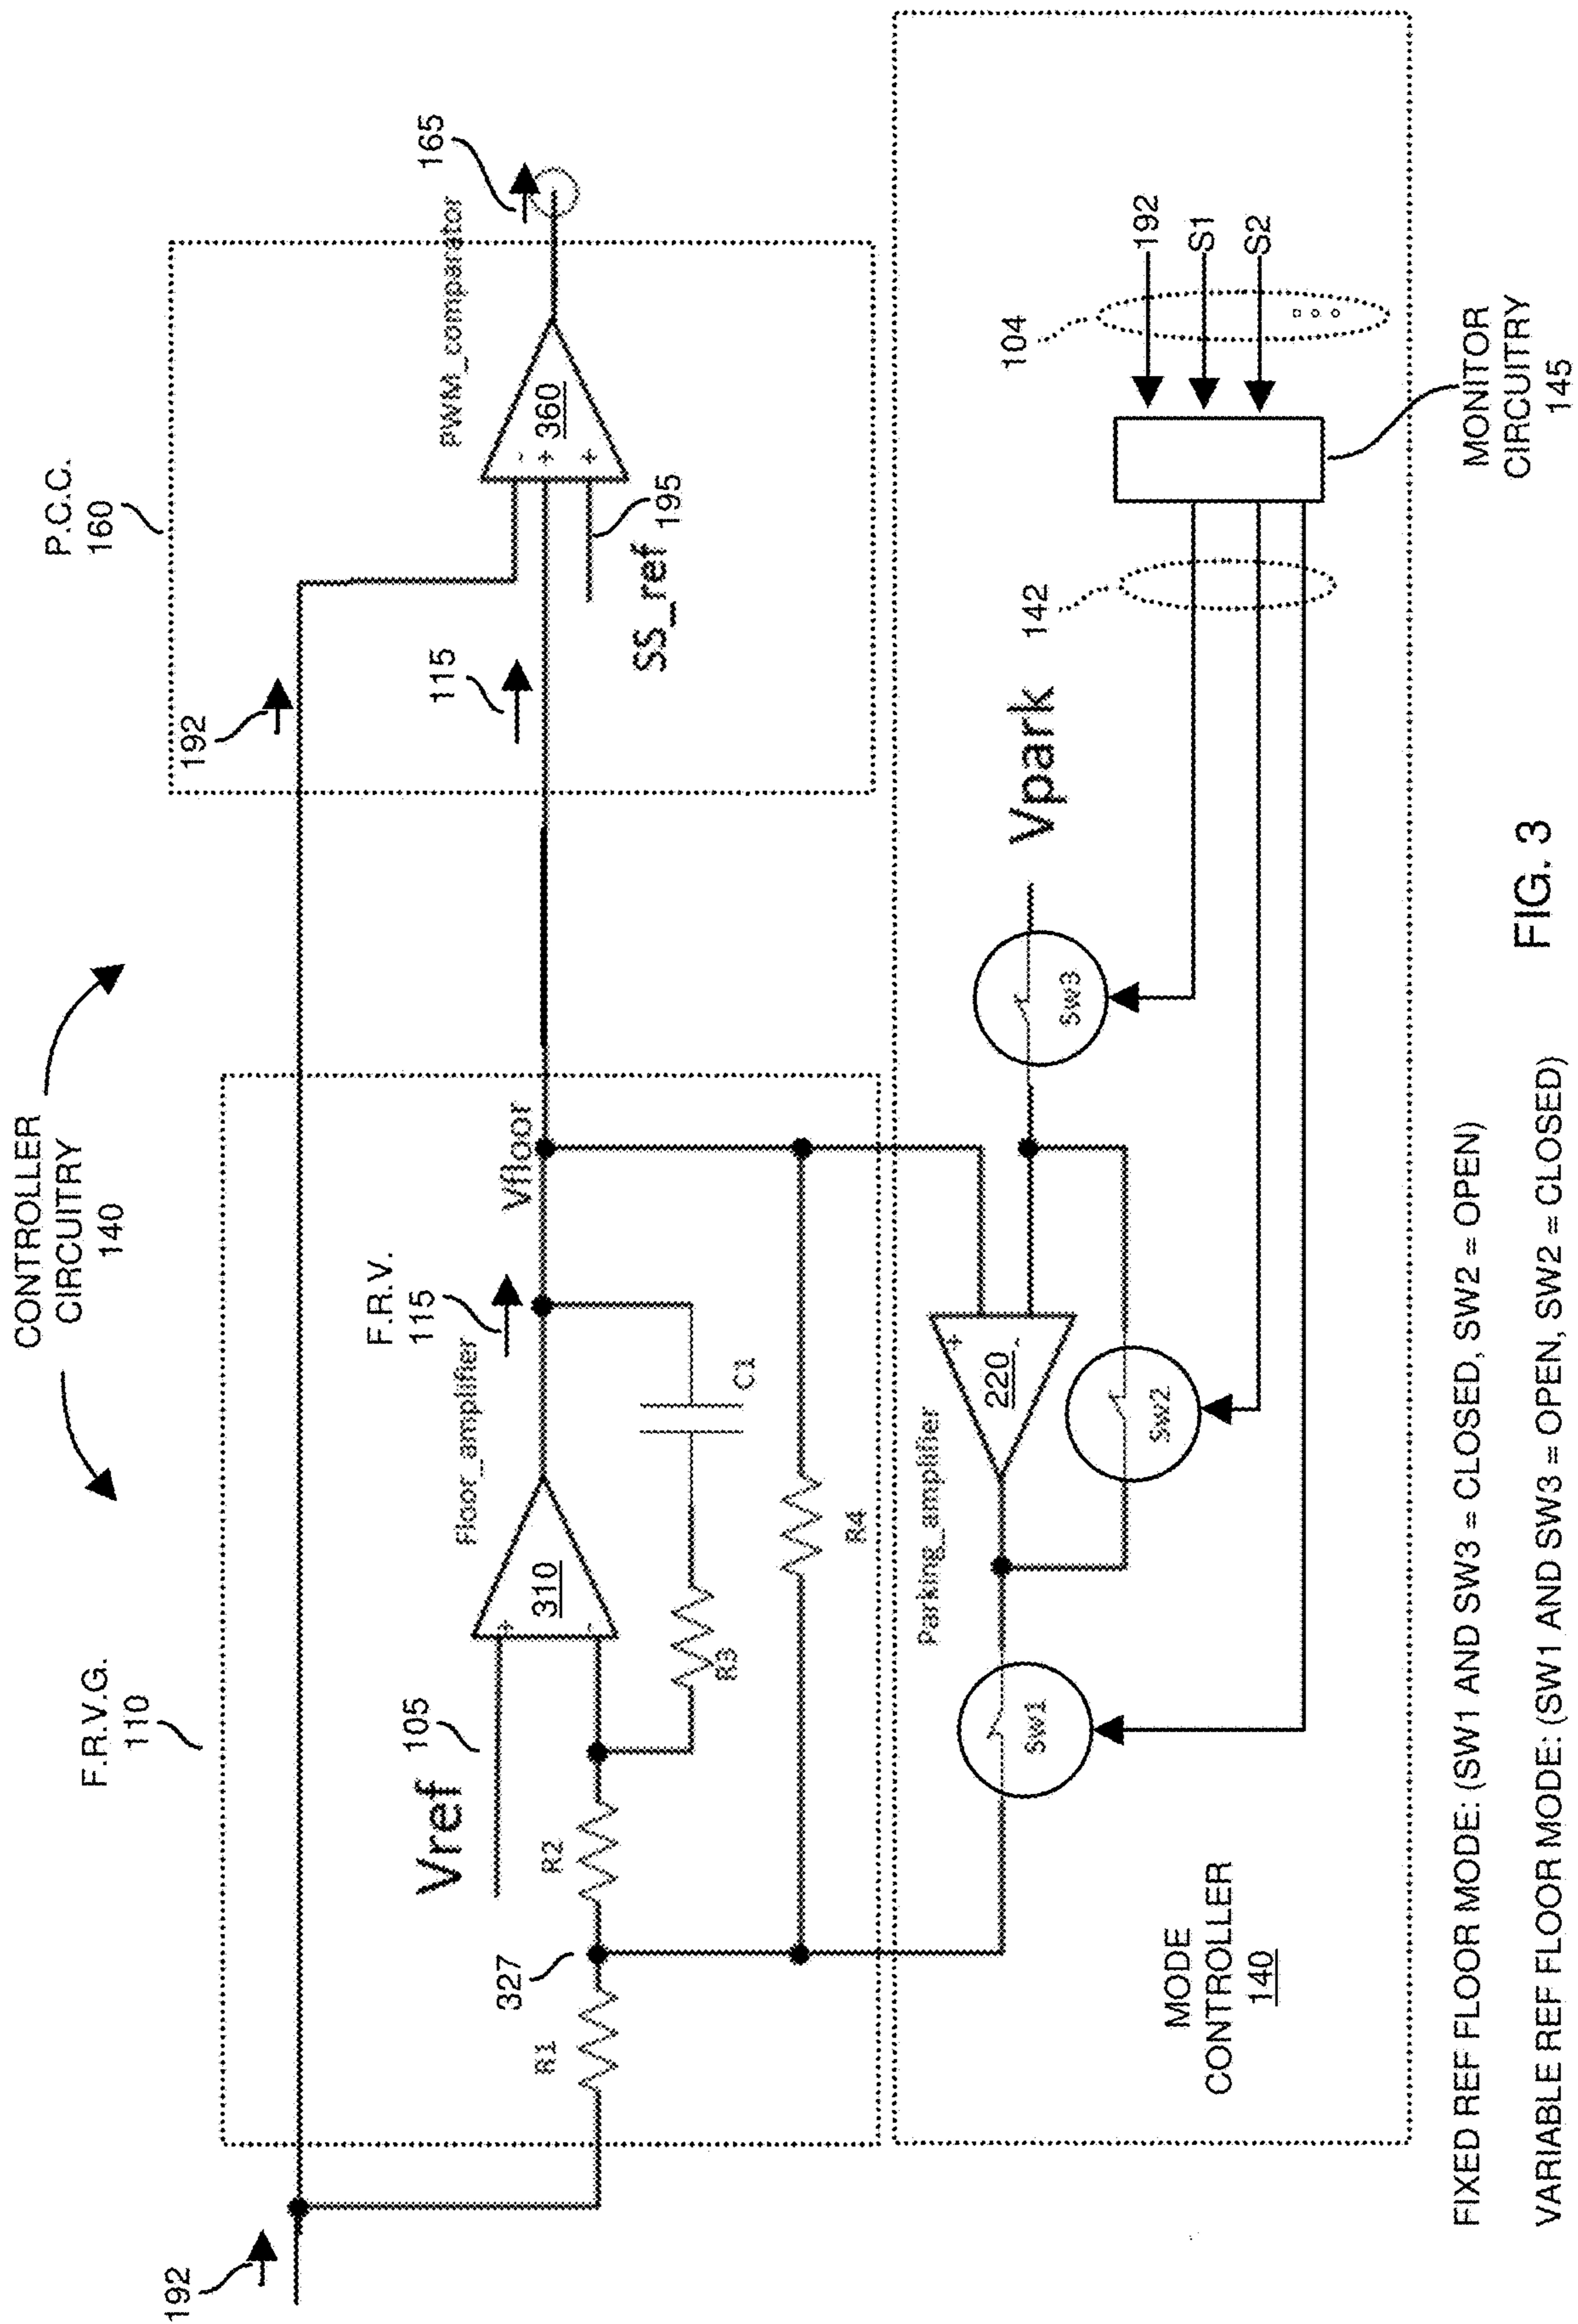 CONTROLLER
CIRCUITRY
140
P.C.C.
160
F.R.V.G.
110
192
192
165
PWM_comparator
360
-
+
+
115
SS_ref
195
F.R.V.
115
Vfloor
Floor_amplifier
310
+
-
Vref
105
C1
R3
R2
R1
327
R4
Parking_amplifier
220
+
-
Vpark
SW3
SW2
SW1
142
104
192
S1
S2
MONITOR
CIRCUITRY
145
MODE
CONTROLLER
140
FIG. 3
FIXED REF FLOOR MODE: (SW1 AND SW3 = CLOSED, SW2 = OPEN)
VARIABLE REF FLOOR MODE: (SW1 AND SW3 = OPEN, SW2 = CLOSED)